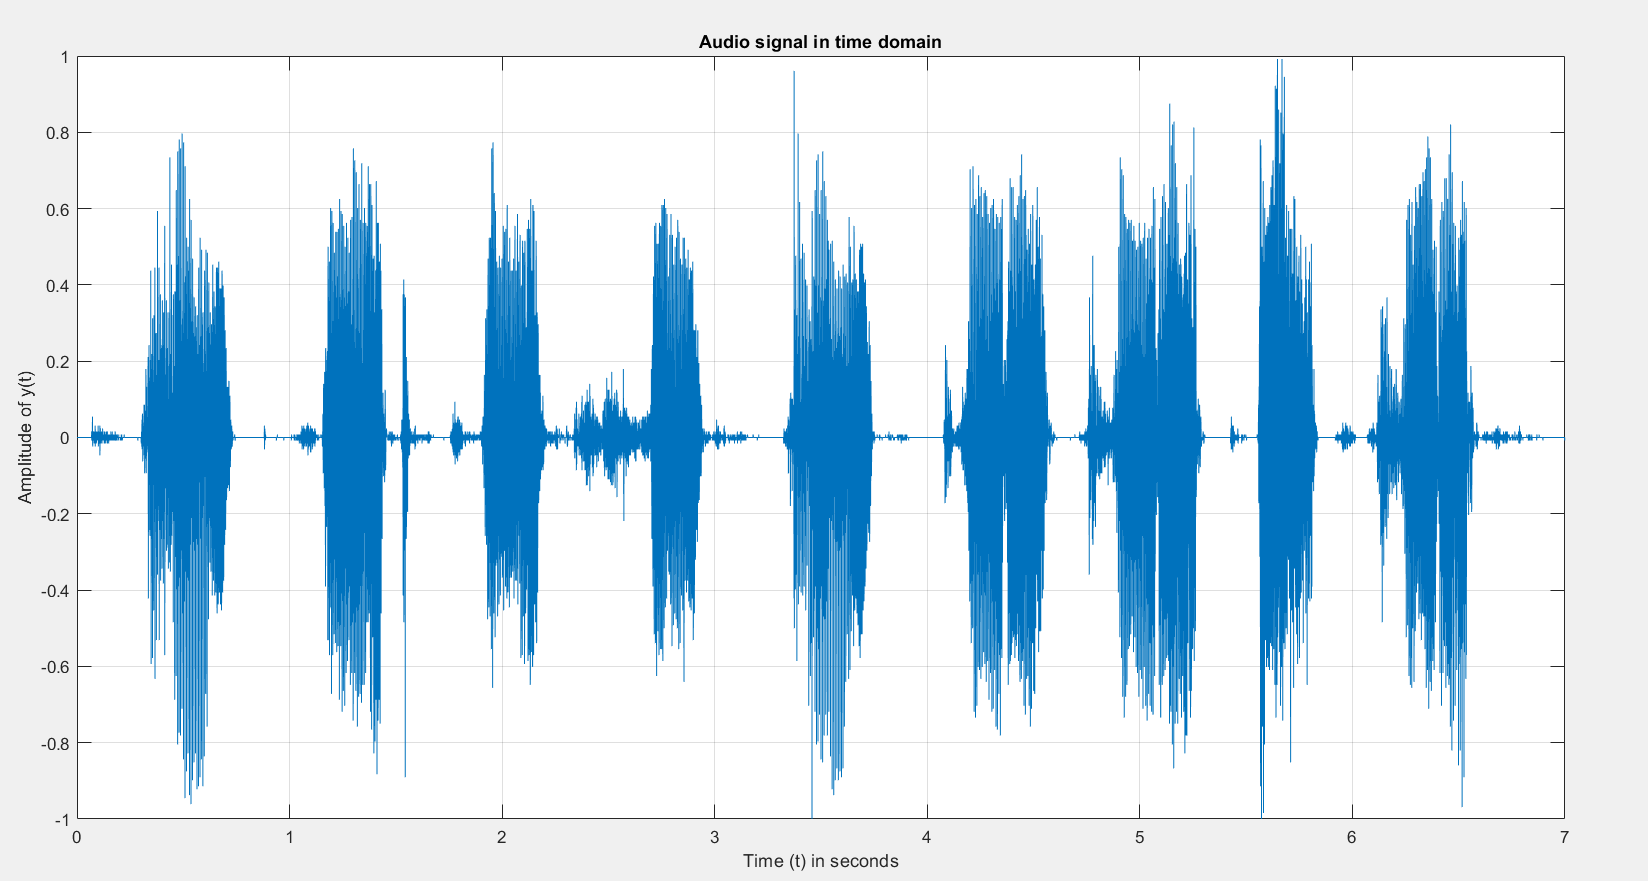 Audio signal in time domain
1
0.8
0.6
0.4
0.2
0
-0.2
-0.4
-0.6
-0.8
-1
Amplitude of y(t)
0 1 2 3 4 5 6 7
Time (t) in seconds